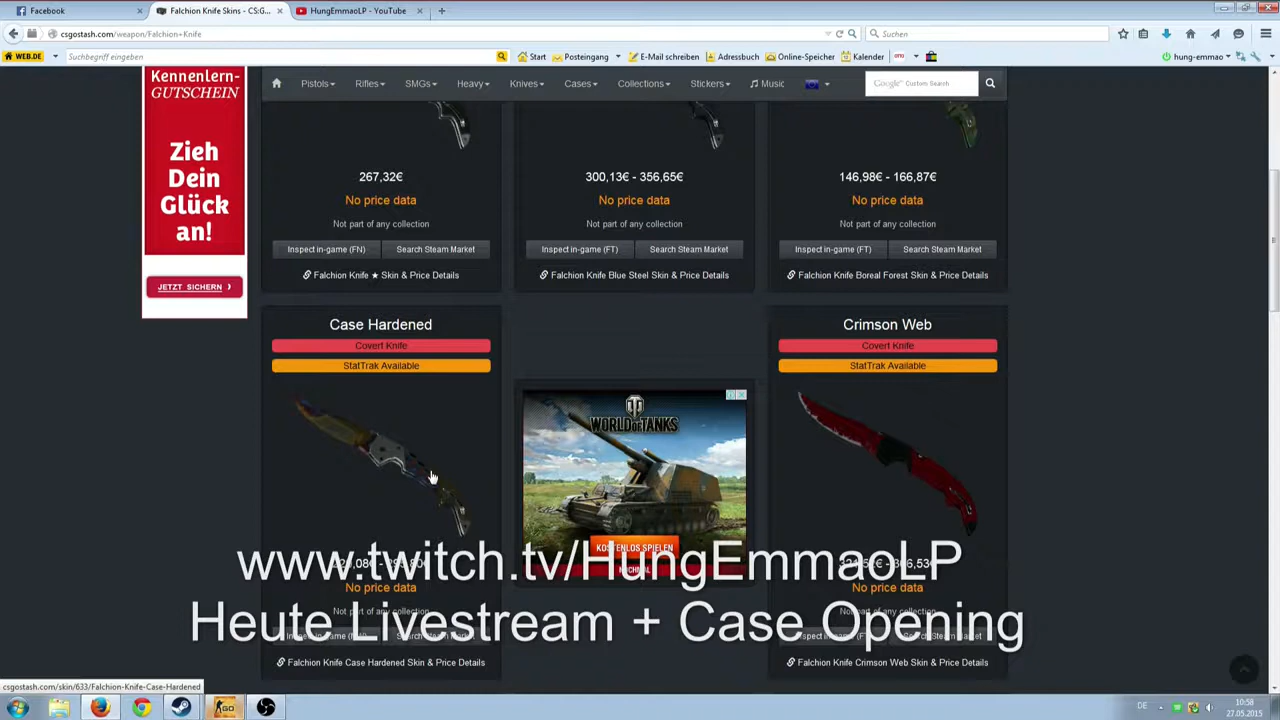 Facebook
Falchion Knife Skins - CS:G...
HungEmmaoLP - YouTube
csgostash.com/weapon/Falchion+Knife
Suchen
WEB.DE
Suchbegriff eingeben
Start
Posteingang
E-Mail schreiben
Adressbuch
Online-Speicher
Kalender
hung-emmao
Pistols
Rifles
SMGs
Heavy
Knives
Cases
Collections
Stickers
Music
Google™ Custom Search
Kennenlern-
GUTSCHEIN
Zieh
Dein
Glück
an!
JETZT SICHERN
267,32€
No price data
Not part of any collection
Inspect in-game (FN)
Search Steam Market
Falchion Knife ★ Skin & Price Details
300,13€ - 356,65€
No price data
Not part of any collection
Inspect in-game (FT)
Search Steam Market
Falchion Knife Blue Steel Skin & Price Details
146,98€ - 166,87€
No price data
Not part of any collection
Inspect in-game (FT)
Search Steam Market
Falchion Knife Boreal Forest Skin & Price Details
Case Hardened
Covert Knife
StatTrak Available
No price data
Falchion Knife Case Hardened Skin & Price Details
WORLD OF TANKS
KOSTENLOS SPIELEN
Crimson Web
Covert Knife
StatTrak Available
No price data
Falchion Knife Crimson Web Skin & Price Details
www.twitch.tv/HungEmmaoLP
Heute Livestream + Case Opening
csgostash.com/skin/633/Falchion-Knife-Case-Hardened
DE
10:58
27.05.2015